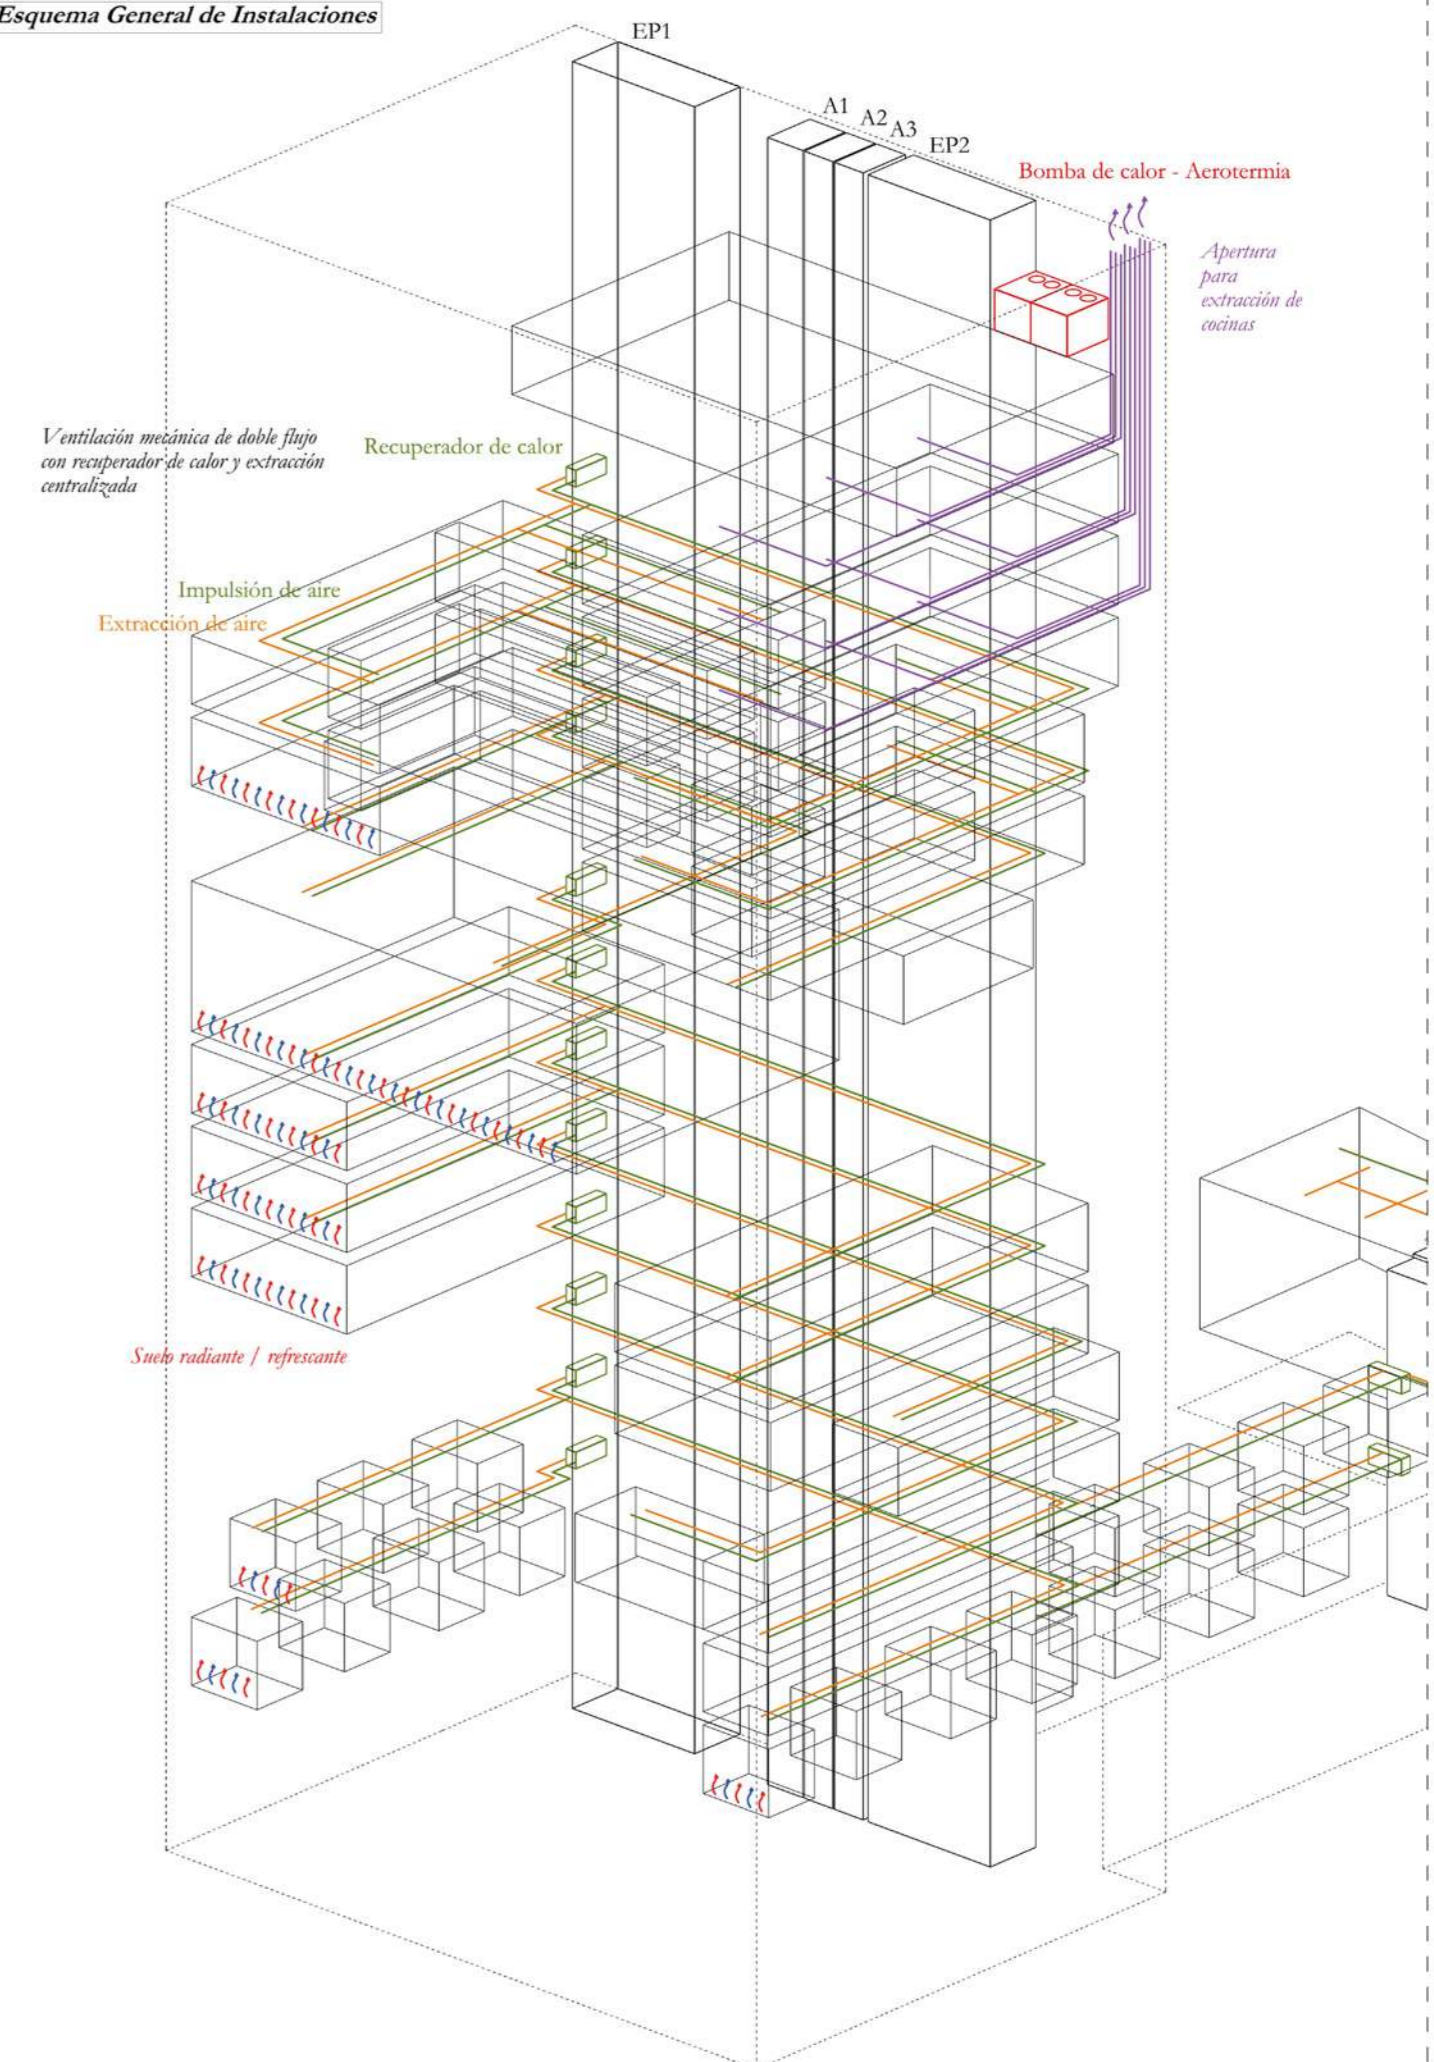 Esquema General de Instalaciones
EP1
A1
A2
A3
EP2
Bomba de calor - Aerotermia
Apertura
para
extracción de
cocinas
Ventilación mecánica de doble flujo
con recuperador de calor y extracción
centralizada
Recuperador de calor
Impulsión de aire
Extracción de aire
Suelo radiante / refrescante